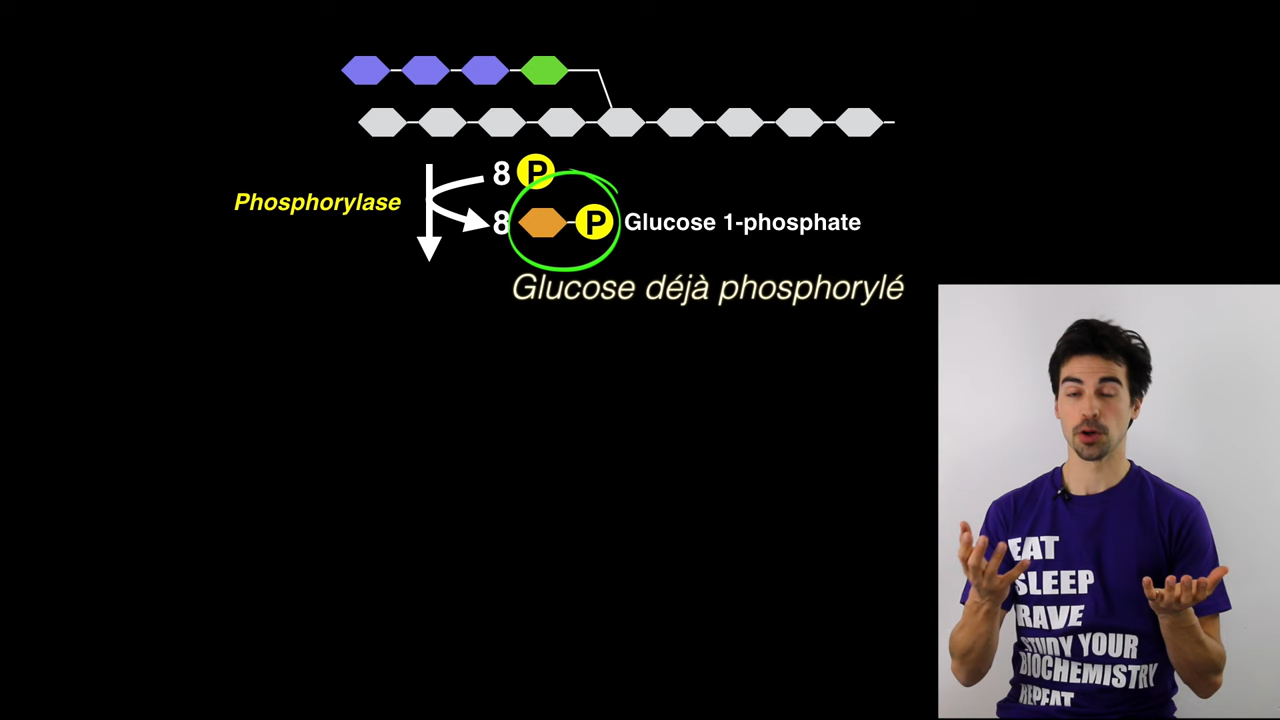 8 P
Phosphorylase
8 P Glucose 1-phosphate
Glucose déjà phosphorylé
EAT
SLEEP
RAVE
STUDY YOUR
BIOCHEMISTRY
REPEAT